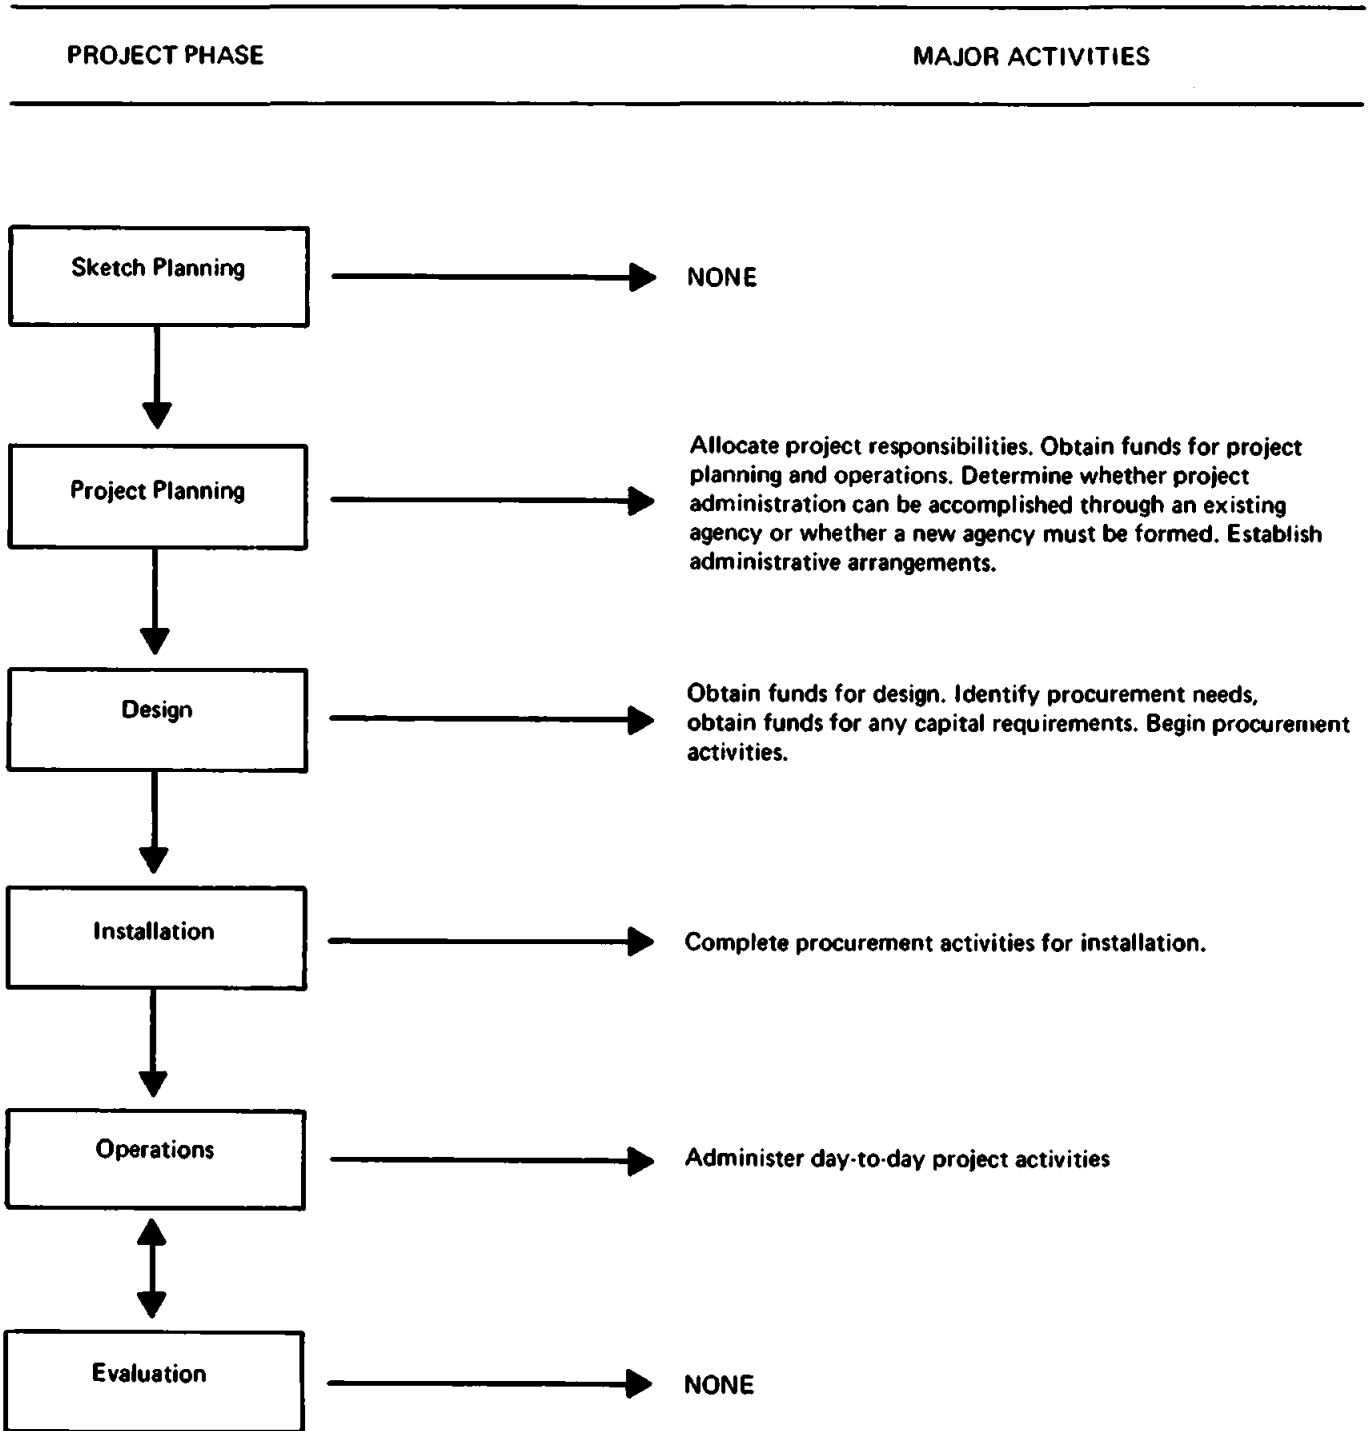 PROJECT PHASE
MAJOR ACTIVITIES
Sketch Planning
NONE
Project Planning
Allocate project responsibilities. Obtain funds for project
planning and operations. Determine whether project
administration can be accomplished through an existing
agency or whether a new agency must be formed. Establish
administrative arrangements.
Design
Obtain funds for design. Identify procurement needs,
obtain funds for any capital requirements. Begin procurement
activities.
Installation
Complete procurement activities for installation.
Operations
Administer day-to-day project activities
Evaluation
NONE